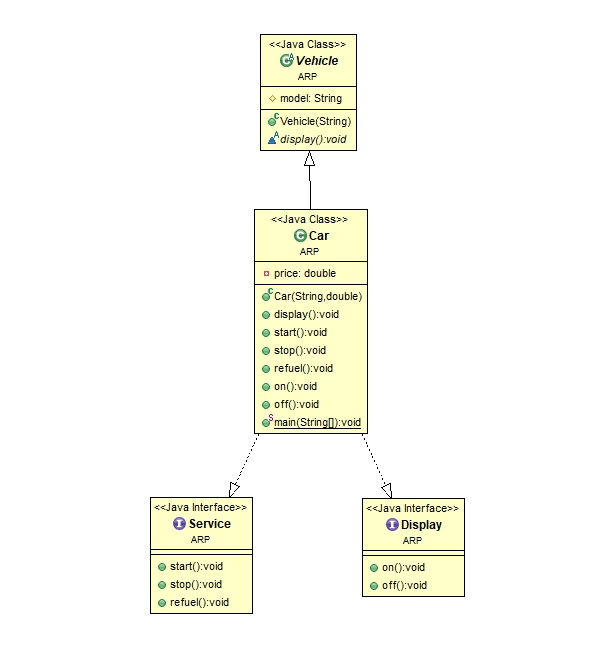 <<Java Class>>
Vehicle
ARP
model: String
Vehicle(String)
display():void
<<Java Class>>
Car
ARP
price: double
Car(String,double)
display():void
start():void
stop():void
refuel():void
on():void
off():void
main(String[]):void
<<Java Interface>>
Service
ARP
start():void
stop():void
refuel():void
<<Java Interface>>
Display
ARP
on():void
off():void